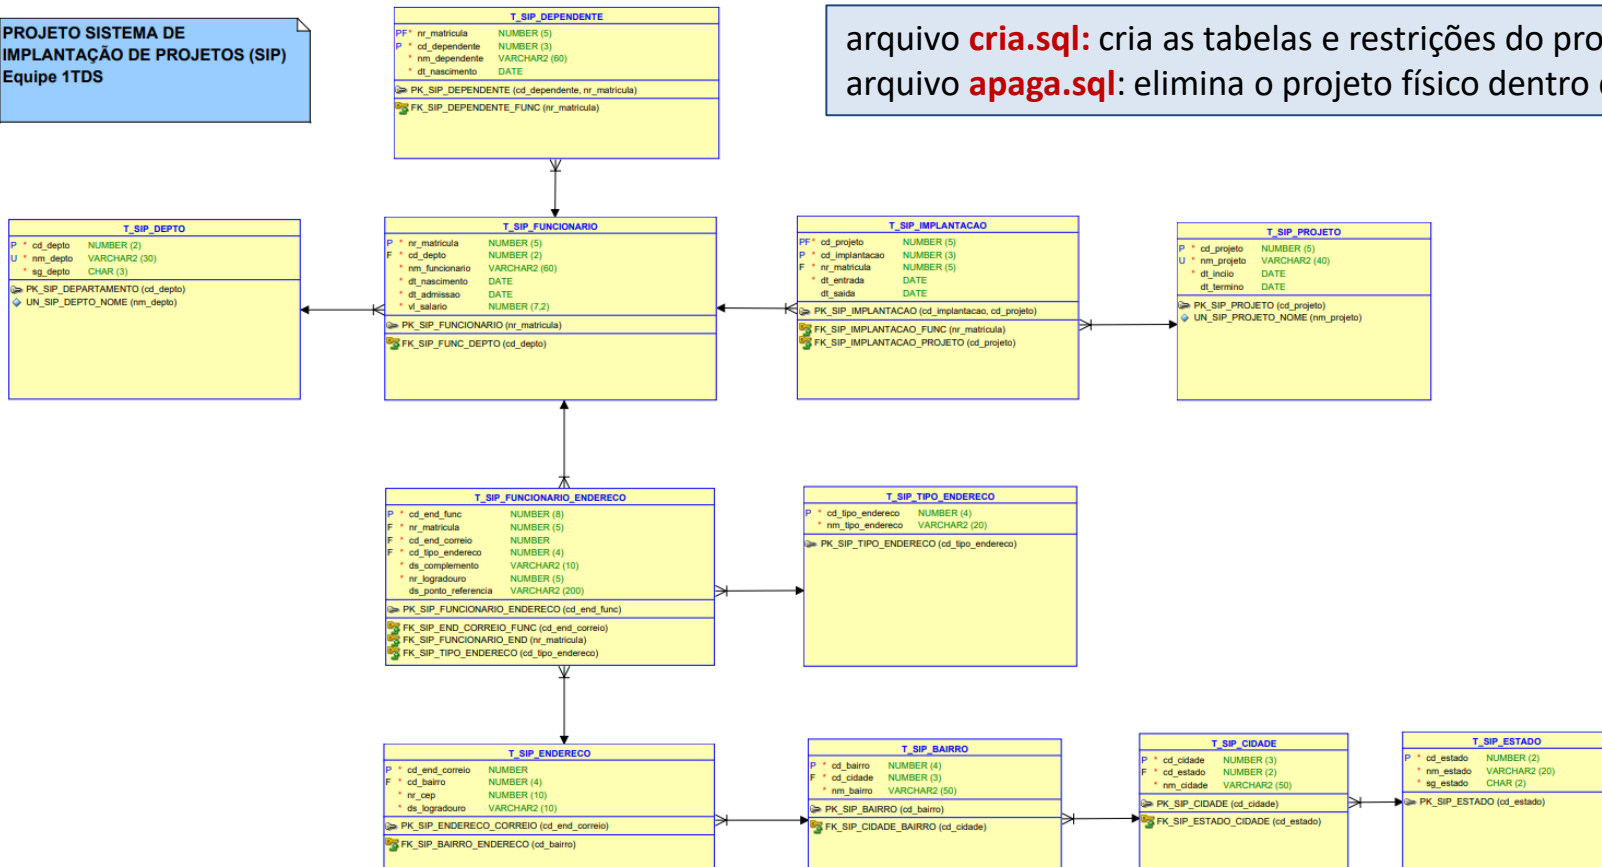 PROJETO SISTEMA DE
IMPLANTAÇÃO DE PROJETOS (SIP)
Equipe 1TDS
arquivo cria.sql: cria as tabelas e restrições do pro
arquivo apaga.sql: elimina o projeto físico dentro
T_SIP_DEPENDENTE
PF* nr_matricula NUMBER (5)
P * cd_dependente NUMBER (3)
* nm_dependente VARCHAR2 (60)
* dt_nascimento DATE
PK_SIP_DEPENDENTE (cd_dependente, nr_matricula)
FK_SIP_DEPENDENTE_FUNC (nr_matricula)
T_SIP_DEPTO
P * cd_depto NUMBER (2)
U * nm_depto VARCHAR2 (30)
* sg_depto CHAR (3)
PK_SIP_DEPARTAMENTO (cd_depto)
UN_SIP_DEPTO_NOME (nm_depto)
T_SIP_FUNCIONARIO
P * nr_matricula NUMBER (5)
F * cd_depto NUMBER (2)
* nm_funcionario VARCHAR2 (60)
* dt_nascimento DATE
* dt_admissao DATE
* vl_salario NUMBER (7,2)
PK_SIP_FUNCIONARIO (nr_matricula)
FK_SIP_FUNC_DEPTO (cd_depto)
T_SIP_IMPLANTACAO
PF* cd_projeto NUMBER (5)
P * cd_implantacao NUMBER (3)
F * nr_matricula NUMBER (5)
* dt_entrada DATE
dt_saida DATE
PK_SIP_IMPLANTACAO (cd_implantacao, cd_projeto)
FK_SIP_IMPLANTACAO_FUNC (nr_matricula)
FK_SIP_IMPLANTACAO_PROJETO (cd_projeto)
T_SIP_PROJETO
P * cd_projeto NUMBER (5)
U * nm_projeto VARCHAR2 (40)
* dt_inciio DATE
dt_termino DATE
PK_SIP_PROJETO (cd_projeto)
UN_SIP_PROJETO_NOME (nm_projeto)
T_SIP_FUNCIONARIO_ENDERECO
P * cd_end_func NUMBER (8)
F * nr_matricula NUMBER (5)
F * cd_end_correio NUMBER
F * cd_tipo_endereco NUMBER (4)
* ds_complemento VARCHAR2 (10)
* nr_logradouro NUMBER (5)
ds_ponto_referencia VARCHAR2 (200)
PK_SIP_FUNCIONARIO_ENDERECO (cd_end_func)
FK_SIP_END_CORREIO_FUNC (cd_end_correio)
FK_SIP_FUNCIONARIO_END (nr_matricula)
FK_SIP_TIPO_ENDERECO (cd_tipo_endereco)
T_SIP_TIPO_ENDERECO
P * cd_tipo_endereco NUMBER (4)
* nm_tipo_endereco VARCHAR2 (20)
PK_SIP_TIPO_ENDERECO (cd_tipo_endereco)
T_SIP_ENDERECO
P * cd_end_correio NUMBER
F * cd_bairro NUMBER (4)
* nr_cep NUMBER (10)
* ds_logradouro VARCHAR2 (10)
PK_SIP_ENDERECO_CORREIO (cd_end_correio)
FK_SIP_BAIRRO_ENDERECO (cd_bairro)
T_SIP_BAIRRO
P * cd_bairro NUMBER (4)
F * cd_cidade NUMBER (3)
* nm_bairro VARCHAR2 (50)
PK_SIP_BAIRRO (cd_bairro)
FK_SIP_CIDADE_BAIRRO (cd_cidade)
T_SIP_CIDADE
P * cd_cidade NUMBER (3)
F * cd_estado NUMBER (2)
* nm_cidade VARCHAR2 (50)
PK_SIP_CIDADE (cd_cidade)
FK_SIP_ESTADO_CIDADE (cd_estado)
T_SIP_ESTADO
P * cd_estado NUMBER (2)
* nm_estado VARCHAR2 (20)
* sg_estado CHAR (2)
PK_SIP_ESTADO (cd_estado)